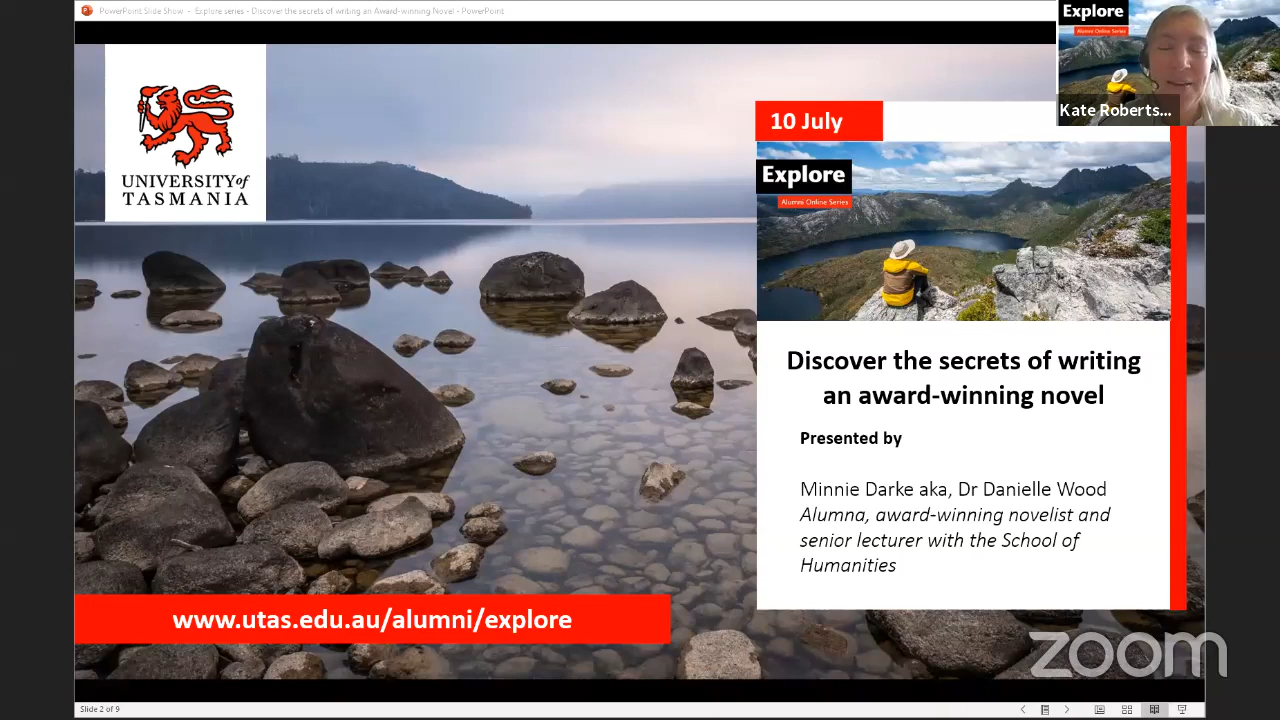 PowerPoint Slide Show - Explore series - Discover the secrets of writing an Award-winning Novel - PowerPoint
Explore
Alumni Online Series
Kate Roberts...
UNIVERSITY of
TASMANIA
10 July
Explore
Alumni Online Series
Discover the secrets of writing
an award-winning novel
Presented by
Minnie Darke aka, Dr Danielle Wood
Alumna, award-winning novelist and
senior lecturer with the School of
Humanities
www.utas.edu.au/alumni/explore
zoom
Slide 2 of 9